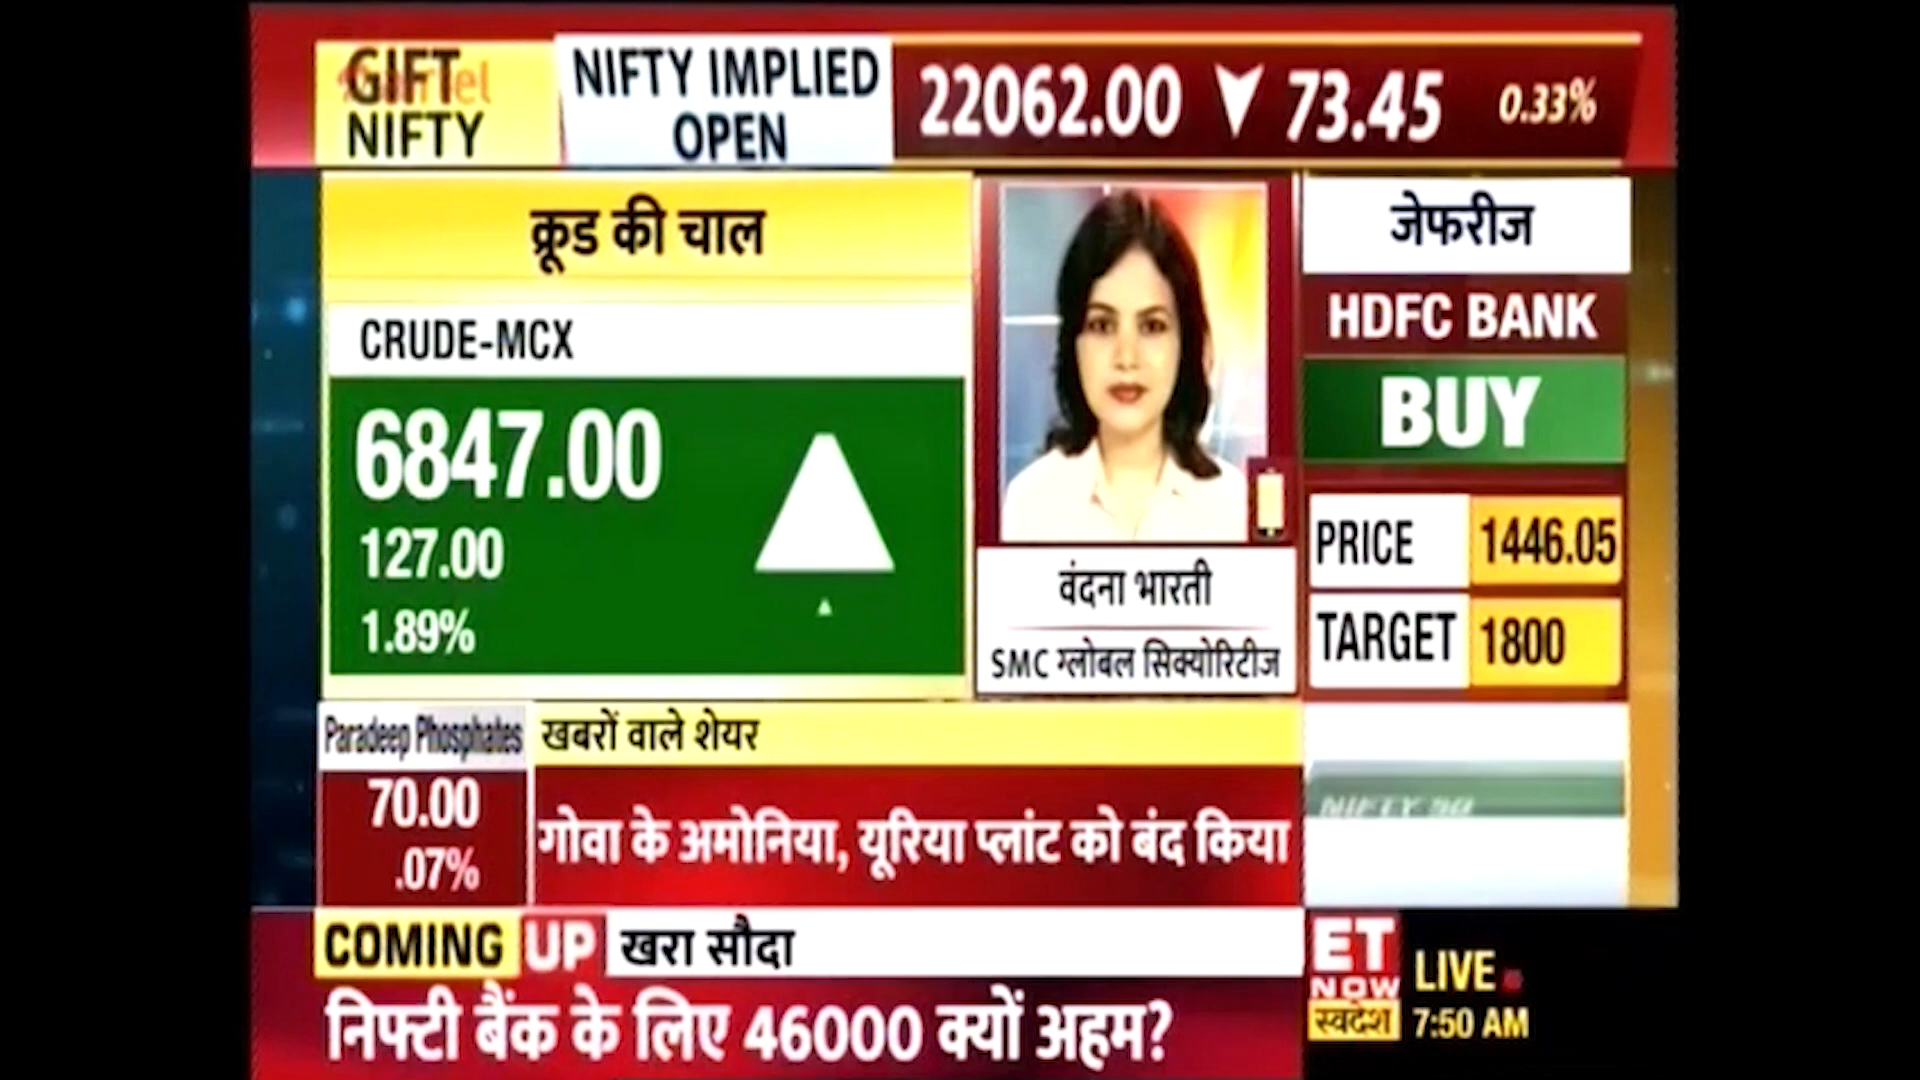 GIFT
NIFTY
NIFTY IMPLIED
OPEN
22062.00
73.45
0.33%
क्रूड की चाल
CRUDE-MCX
6847.00
127.00
1.89%
वंदना भारती
SMC ग्लोबल सिक्योरिटीज
जेफरीज
HDFC BANK
BUY
PRICE 1446.05
TARGET 1800
Paradeep Phosphates
70.00
.07%
खबरों वाले शेयर
गोवा के अमोनिया, यूरिया प्लांट को बंद किया
NIFTY 50
COMING UP खरा सौदा
निफ्टी बैंक के लिए 46000 क्यों अहम?
ET
NOW
स्वदेश
LIVE
7:50 AM